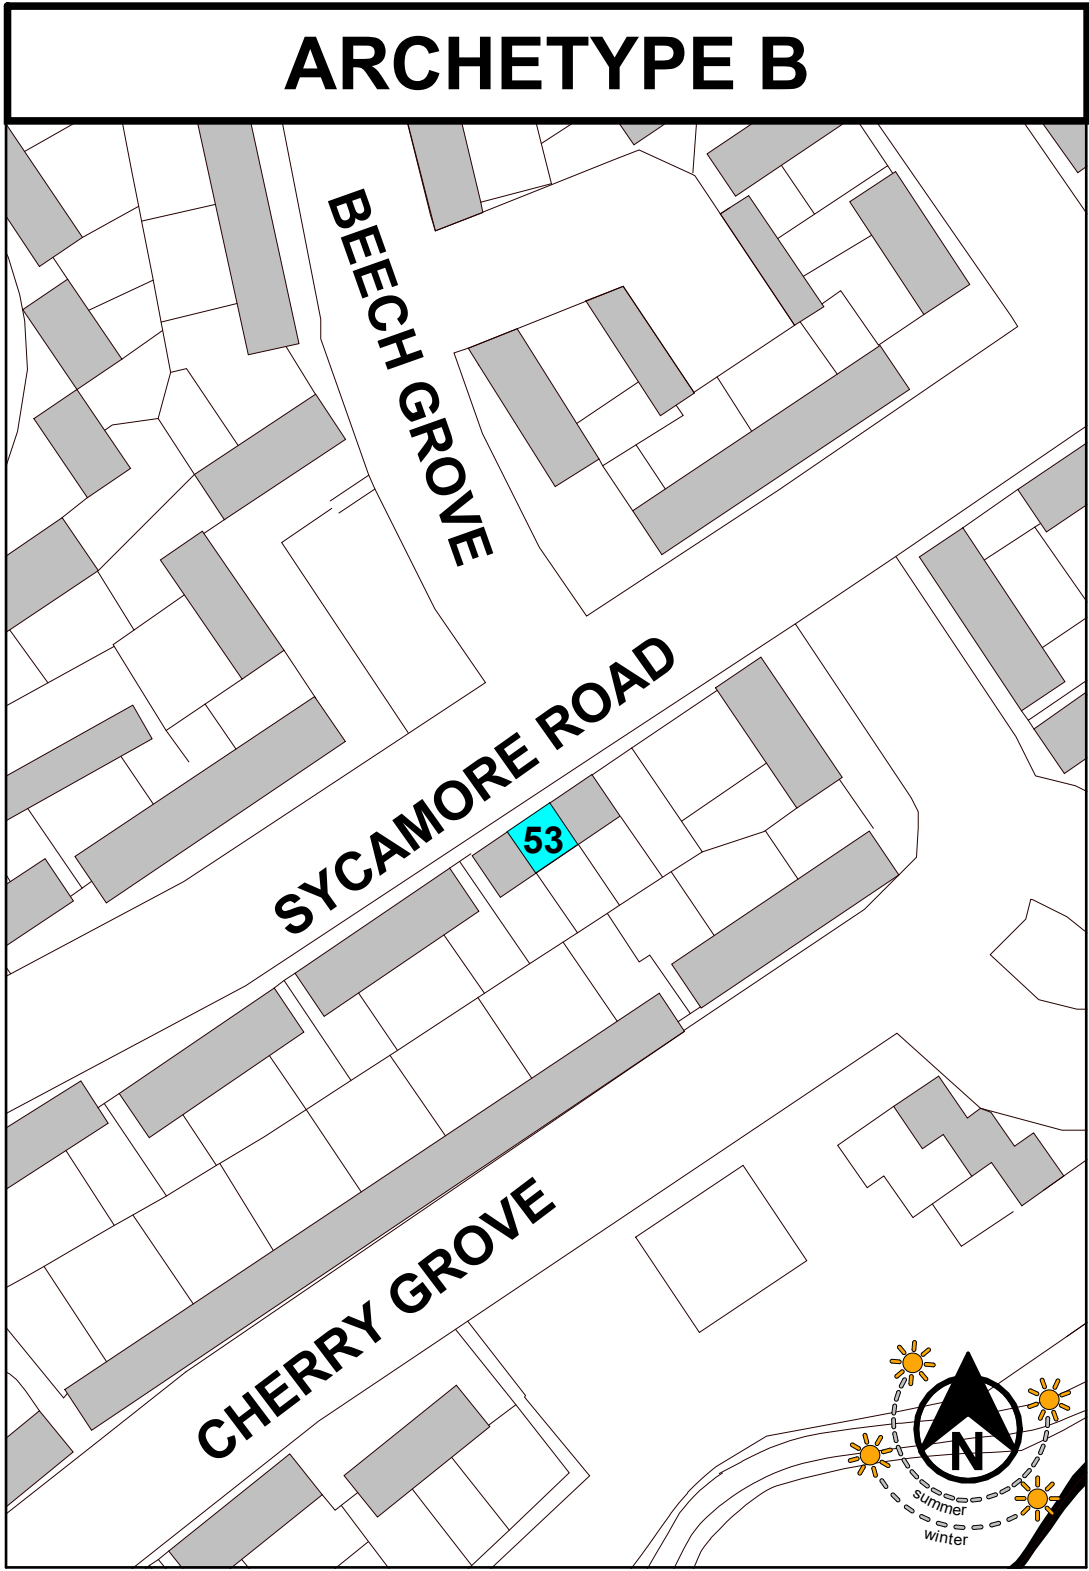 ARCHETYPE B
BEECH GROVE
SYCAMORE ROAD
53
CHERRY GROVE
N
summer
winter